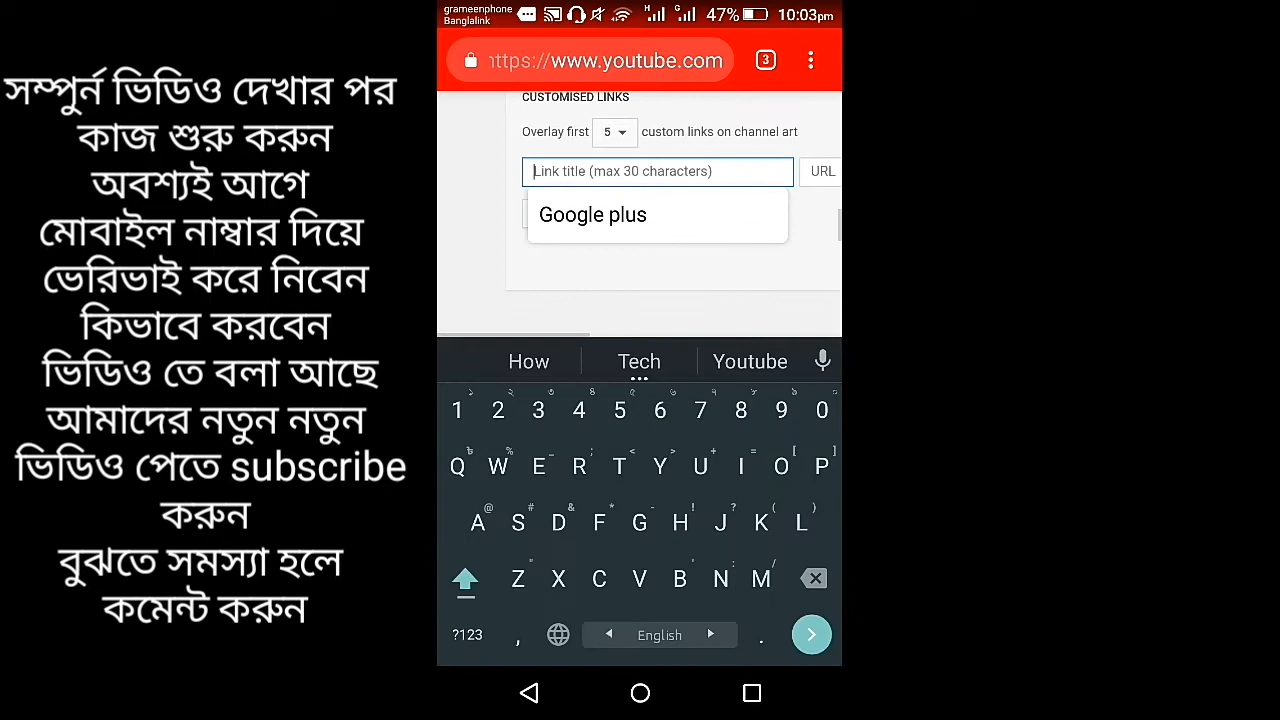 সম্পুর্ন ভিডিও দেখার পর
কাজ শুরু করুন
অবশ্যই আগে
মোবাইল নাম্বার দিয়ে
ভেরিভাই করে নিবেন
কিভাবে করবেন
ভিডিও তে বলা আছে
আমাদের নতুন নতুন
ভিডিও পেতে subscribe
করুন
বুঝতে সমস্যা হলে
কমেন্ট করুন
grameenphone
Banglalink
H G 47% 10:03pm
https://www.youtube.com 3
CUSTOMISED LINKS
Overlay first 5 custom links on channel art
Link title (max 30 characters) URL
Google plus
How Tech Youtube
1 2 3 4 5 6 7 8 9 0
Q W E R T Y U I O P
A S D F G H J K L
Z X C V B N M
?123 , English .